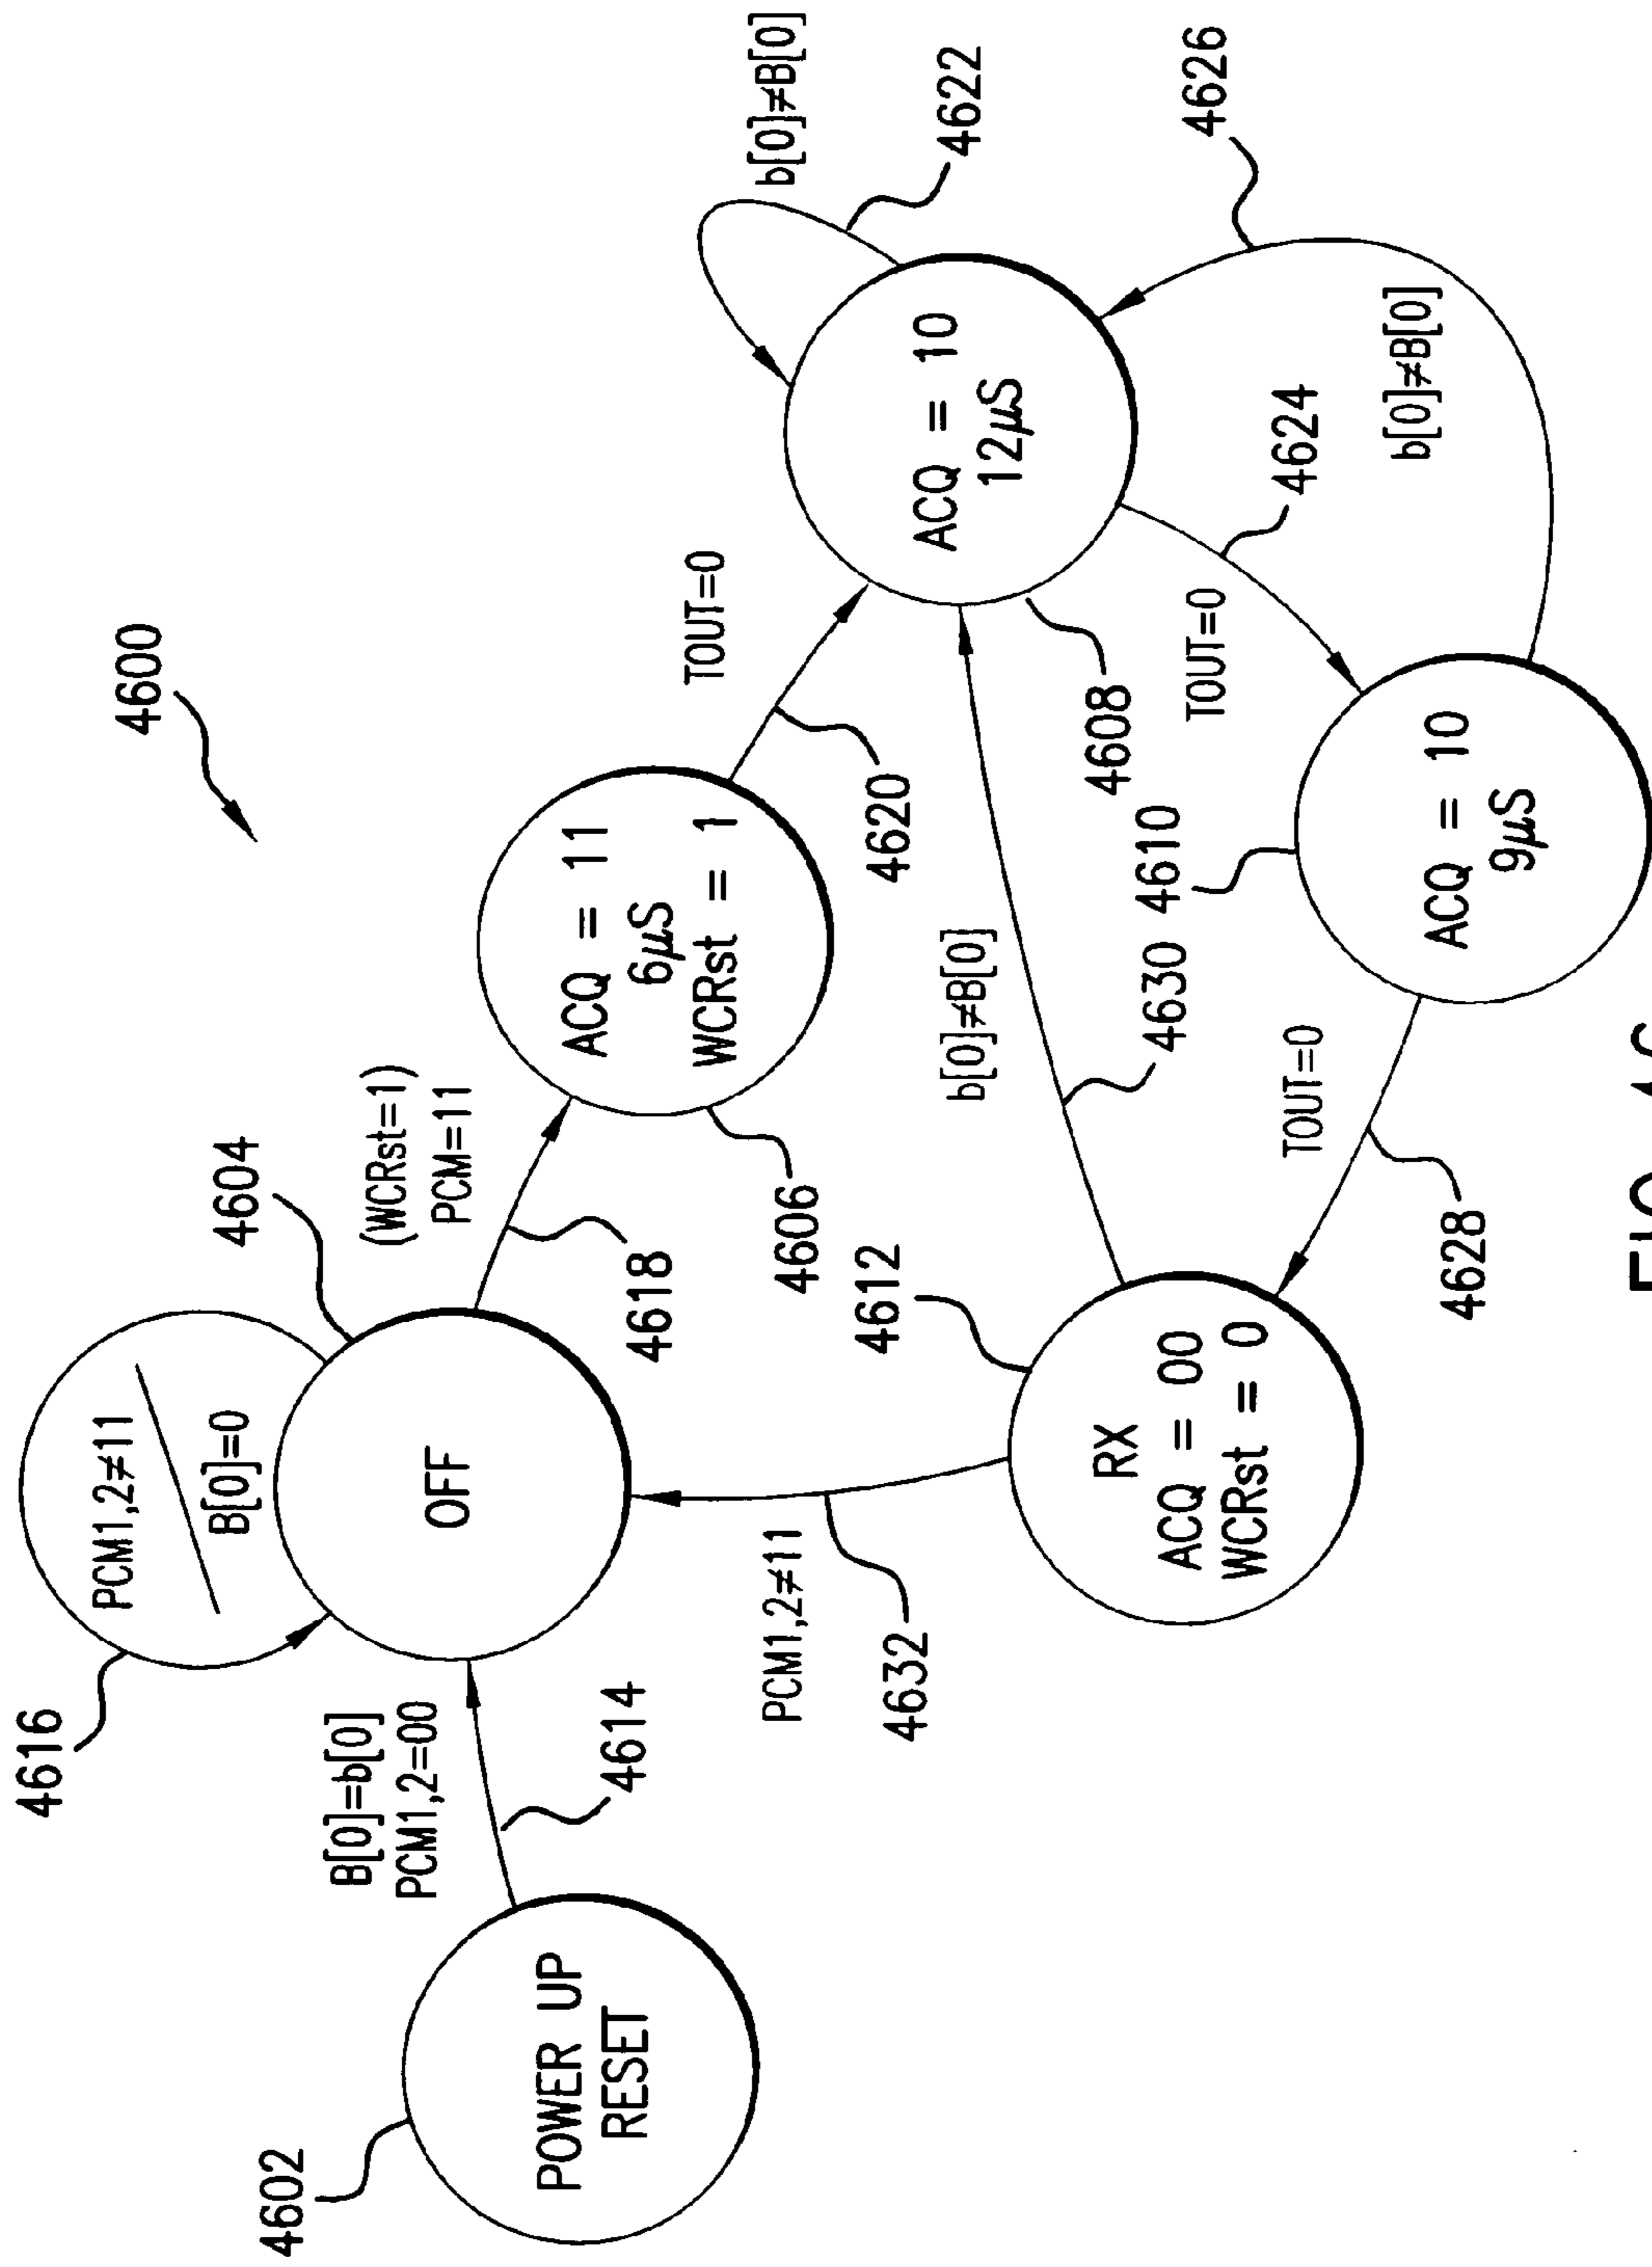 4600
4616
PCM1,2≠11
B[0]=0
4604
OFF
B[0]=b[0]
PCM1,2=00
4614
4602
POWER UP
RESET
(WCRst=1)
PCM=11
4618
ACQ = 11
6µS
WCRst = 1
4606
TOUT=0
4620
b[0]≠B[0]
4622
ACQ = 10
12µS
4608
4626
b[0]≠B[0]
4624
TOUT=0
4610
ACQ = 10
9µS
b[0]≠B[0]
4630
TOUT=0
4628
4612
RX
ACQ = 00
WCRst = 0
PCM1,2≠11
4632